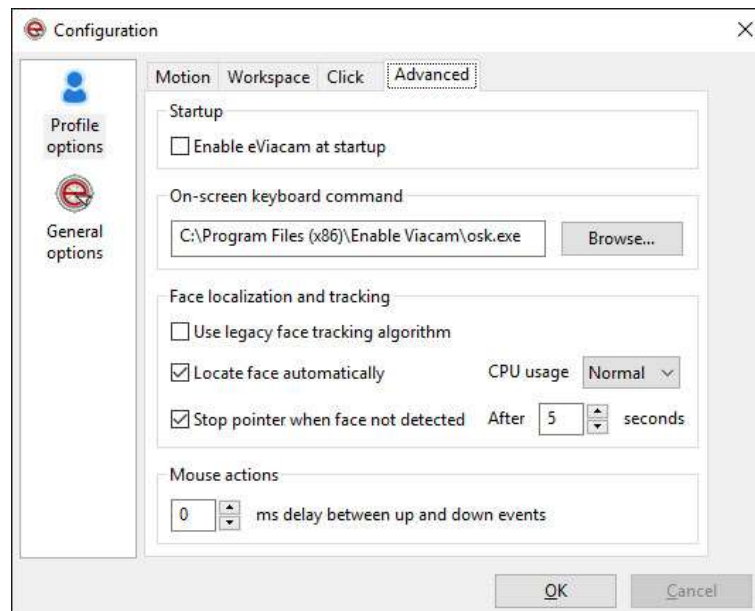 Configuration
Profile
options
General
options
Motion Workspace Click Advanced
Startup
Enable eViacam at startup
On-screen keyboard command
C:\Program Files (x86)\Enable Viacam\osk.exe Browse...
Face localization and tracking
Use legacy face tracking algorithm
Locate face automatically CPU usage Normal
Stop pointer when face not detected After 5 seconds
Mouse actions
0 ms delay between up and down events
OK Cancel